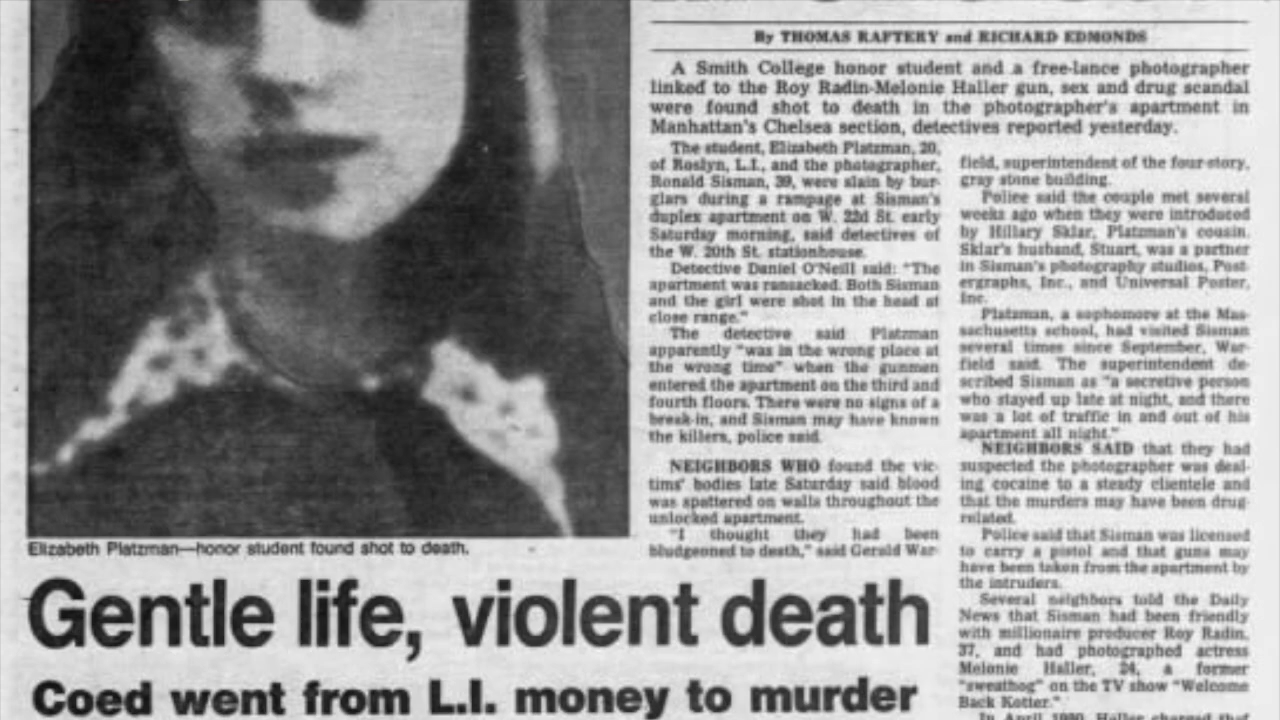 By THOMAS RAFTERY and RICHARD EDMONDS
A Smith College honor student and a free-lance photographer
linked to the Roy Radin-Melonie Haller gun, sex and drug scandal
were found shot to death in the photographer's apartment in
Manhattan's Chelsea section, detectives reported yesterday.
The student, Elizabeth Platzman, 20,
of Roslyn, L.I., and the photographer,
Ronald Sisman, 39, were slain by bur-
glars during a rampage at Sisman's
duplex apartment on W. 22d St. early
Saturday morning, said detectives of
the W. 20th St. stationhouse.
Detective Daniel O'Neill said: "The
apartment was ransacked. Both Sisman
and the girl were shot in the head at
close range."
The detective said Platzman
apparently "was in the wrong place at
the wrong time" when the gunmen
entered the apartment on the third and
fourth floors. There were no signs of a
break-in, and Sisman may have known
the killers, police said.
NEIGHBORS WHO found the vic-
tims' bodies late Saturday said blood
was spattered on walls throughout the
unlocked apartment.
"I thought they had been
bludgeoned to death," said Gerald War-
field, superintendent of the four-story,
gray stone building.
Police said the couple met several
weeks ago when they were introduced
by Hillary Sklar, Platzman's cousin.
Sklar's husband, Stuart, was a partner
in Sisman's photography studios, Post-
ergraphs, Inc., and Universal Poster,
Inc.
Platzman, a sophomore at the Mas-
sachusetts school, had visited Sisman
several times since September, War-
field said. The superintendent de-
scribed Sisman as "a secretive person
who stayed up late at night, and there
was a lot of traffic in and out of his
apartment all night."
NEIGHBORS SAID that they had
suspected the photographer was deal-
ing cocaine to a steady clientele and
that the murders may have been drug-
related.
Police said that Sisman was licensed
to carry a pistol and that guns may
have been taken from the apartment by
the intruders.
Several neighbors told the Daily
News that Sisman had been friendly
with millionaire producer Roy Radin,
37, and had photographed actress
Melonie Haller, 24, a former
"sweathog" on the TV show "Welcome
Back Kotter."
In April 1980, Haller charged that
Elizabeth Platzman—honor student found shot to death.
Gentle life, violent death
Coed went from L.I. money to murder